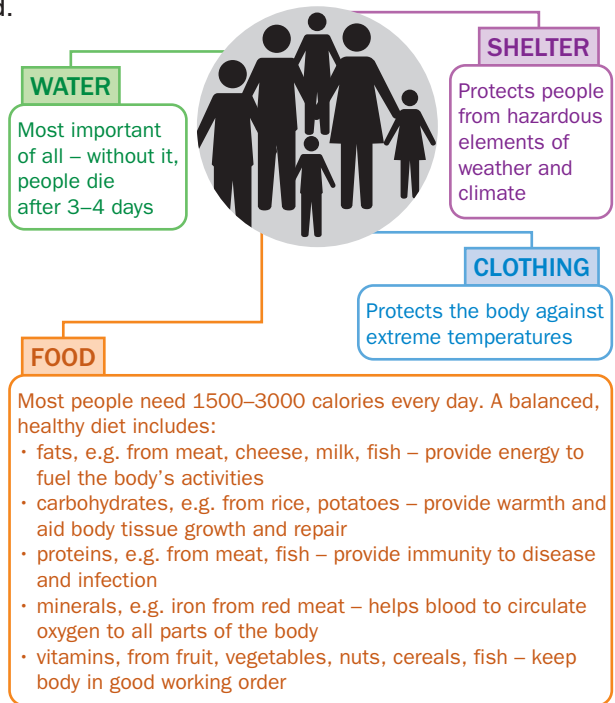 d.
WATER
Most important
of all – without it,
people die
after 3–4 days
SHELTER
Protects people
from hazardous
elements of
weather and
climate
CLOTHING
Protects the body against
extreme temperatures
FOOD
Most people need 1500–3000 calories every day. A balanced,
healthy diet includes:
• fats, e.g. from meat, cheese, milk, fish – provide energy to
fuel the body's activities
• carbohydrates, e.g. from rice, potatoes – provide warmth and
aid body tissue growth and repair
• proteins, e.g. from meat, fish – provide immunity to disease
and infection
• minerals, e.g. iron from red meat – helps blood to circulate
oxygen to all parts of the body
• vitamins, from fruit, vegetables, nuts, cereals, fish – keep
body in good working order